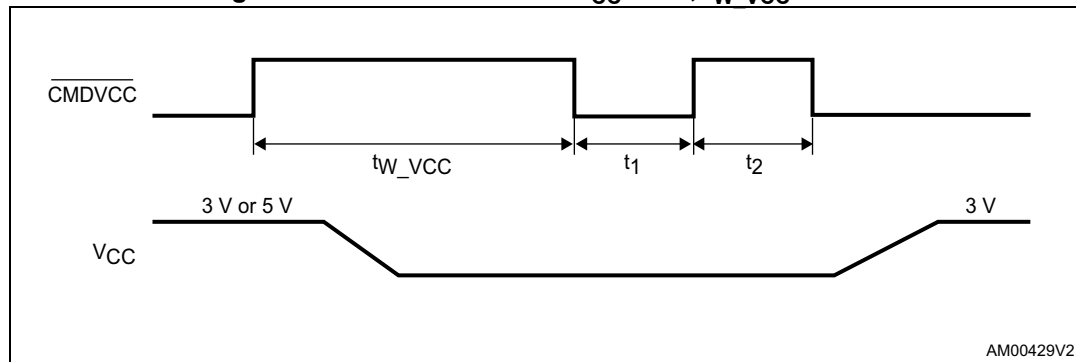 CMDVCC
tW_VCC t1 t2
3 V or 5 V 3 V
VCC
AM00429V2